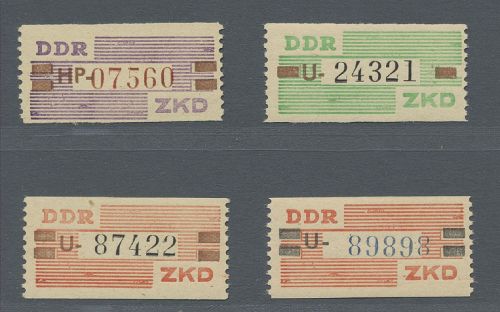 DDR
HP-07560
ZKD
DDR
U- 24321
ZKD
DDR
U- 87422
ZKD
DDR
U- 89898
ZKD